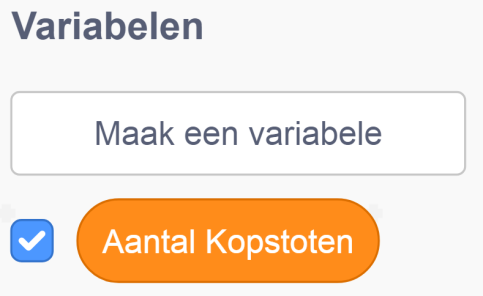 Variabelen
Maak een variabele
Aantal Kopstoten